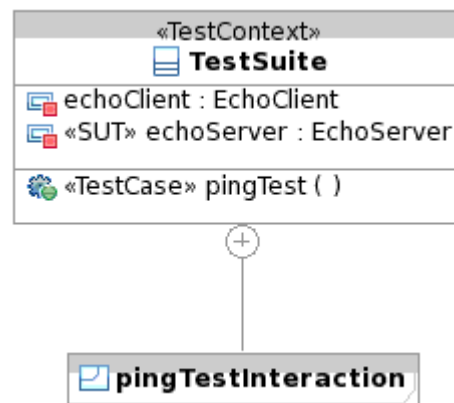 «TestContext»
TestSuite
echoClient : EchoClient
«SUT» echoServer : EchoServer
«TestCase» pingTest ( )
pingTestInteraction